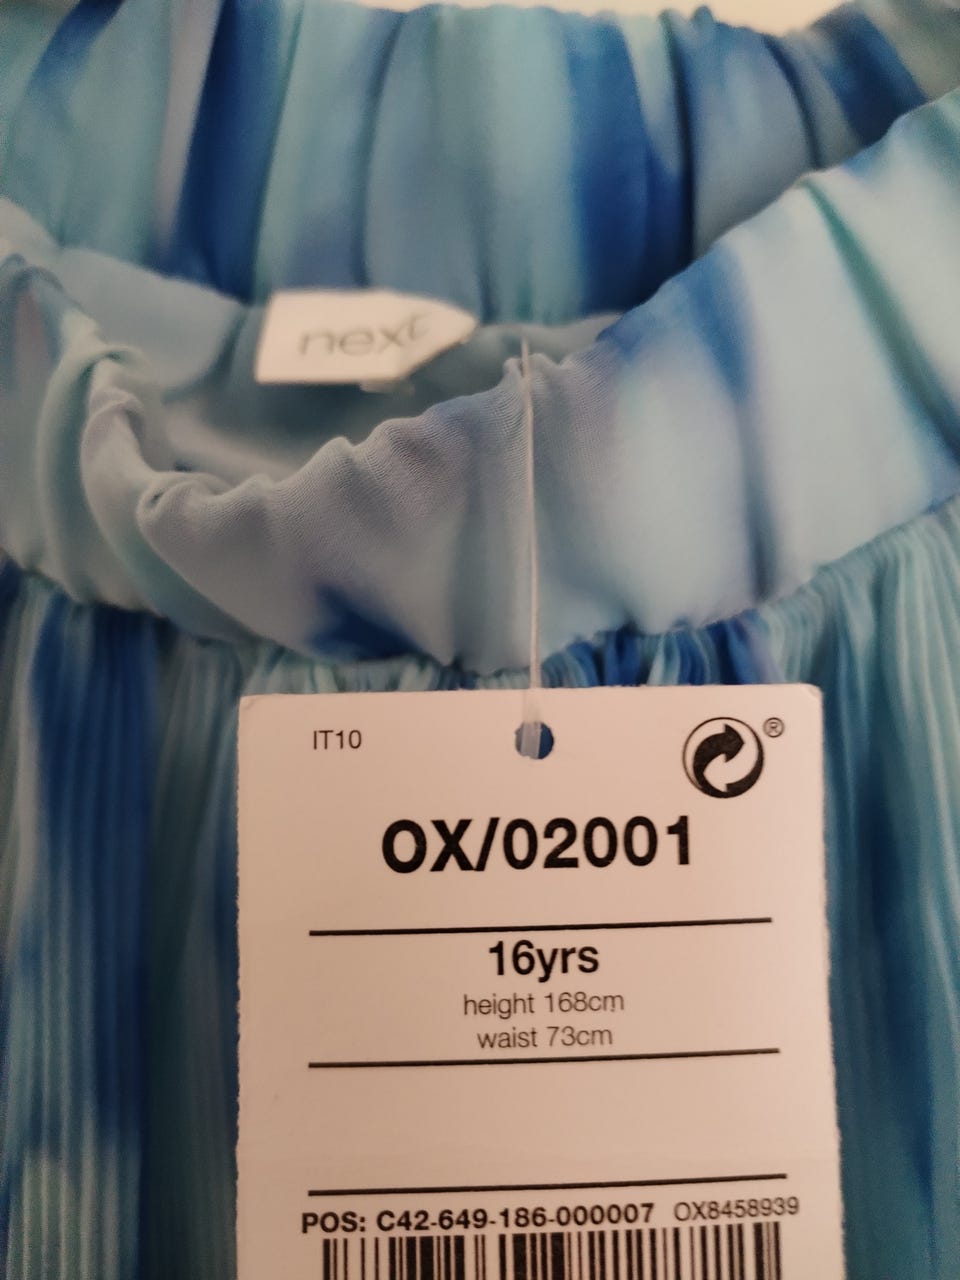 next
IT10
®
OX/02001
16yrs
height 168cm
waist 73cm
POS: C42-649-186-000007 OX8458939